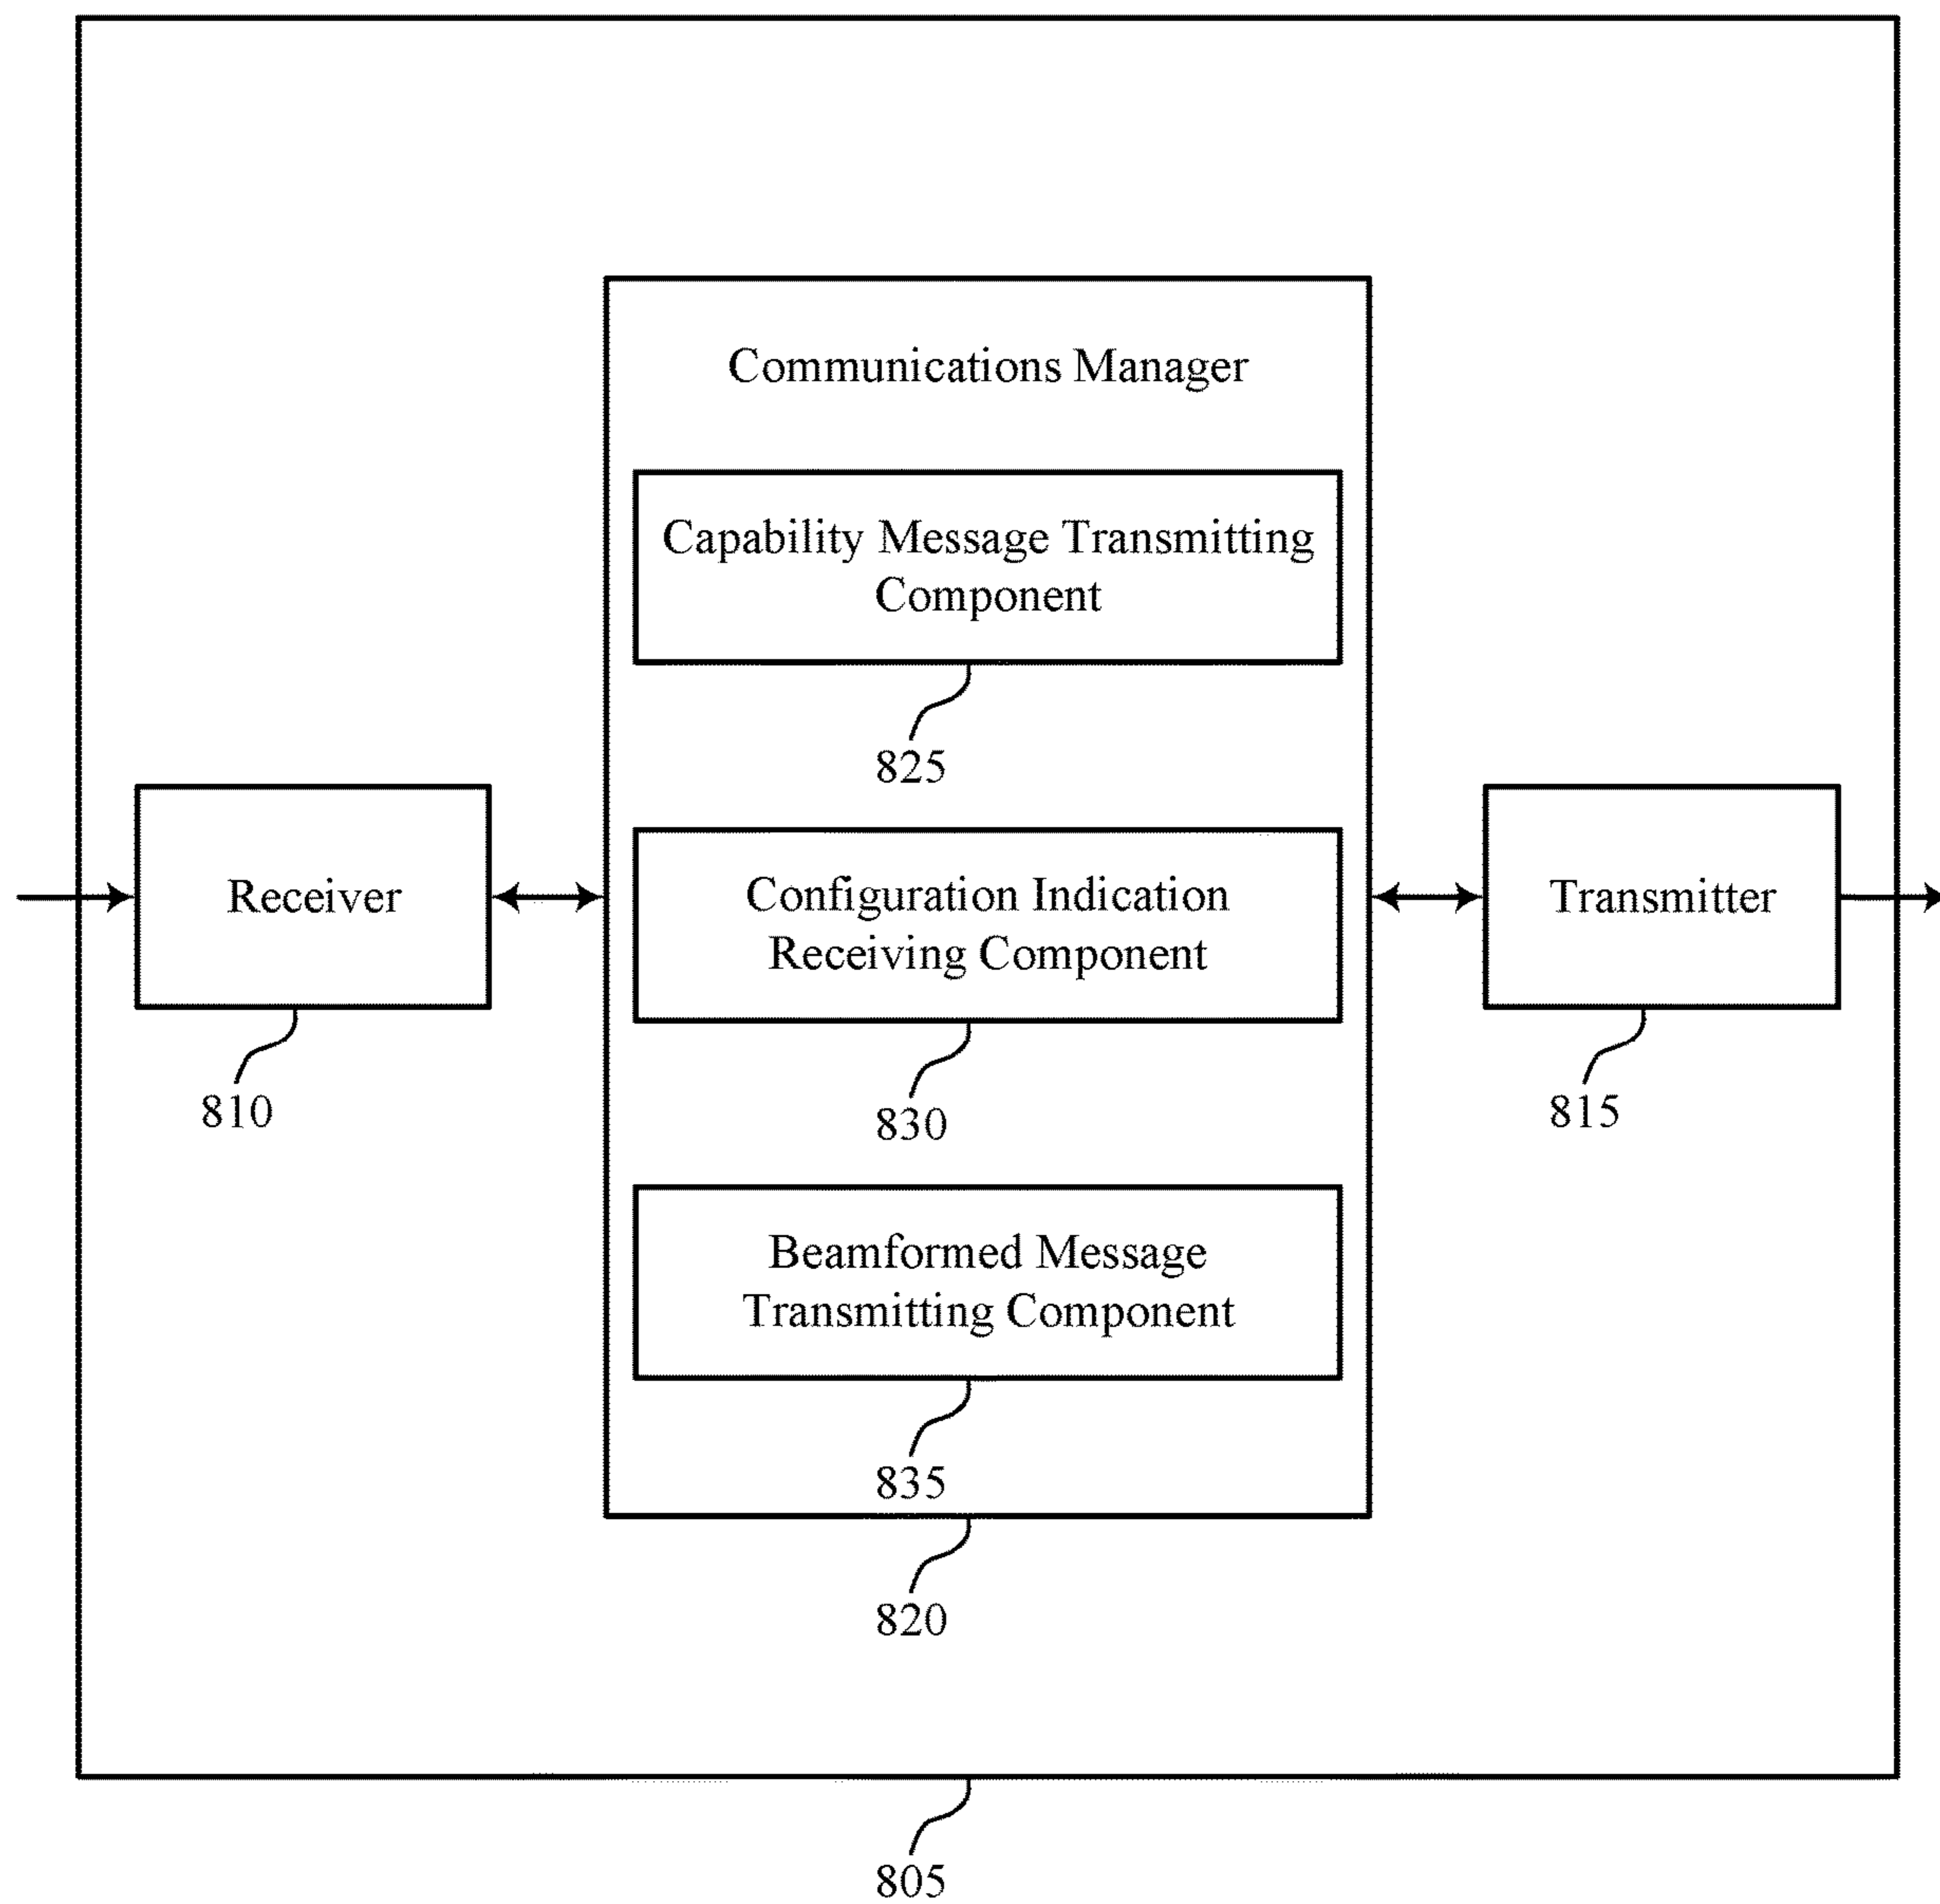 Communications Manager
Capability Message Transmitting
Component
825
Receiver
810
Configuration Indication
Receiving Component
830
Transmitter
815
Beamformed Message
Transmitting Component
835
820
805